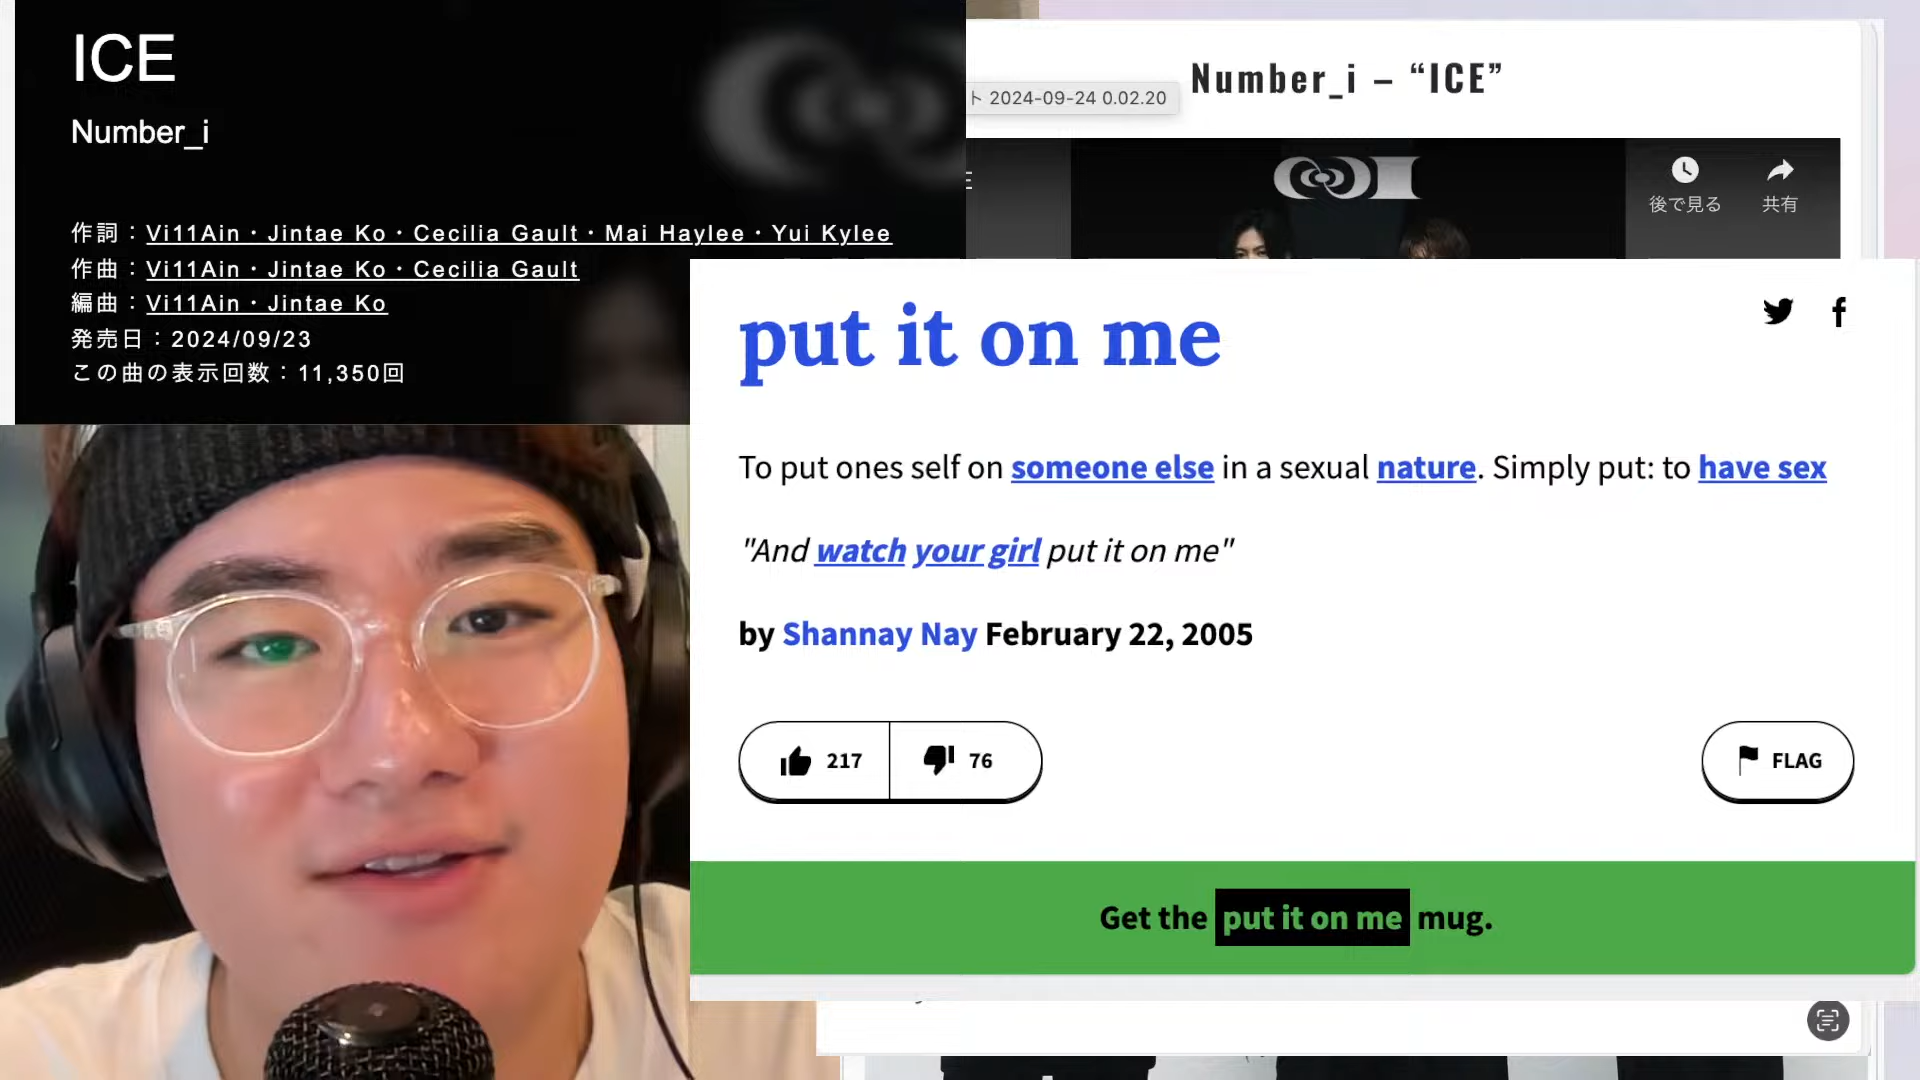 ICE
Number_i
作詞：Vi11Ain・Jintae Ko・Cecilia Gault・Mai Haylee・Yui Kylee
作曲：Vi11Ain・Jintae Ko・Cecilia Gault
編曲：Vi11Ain・Jintae Ko
発売日：2024/09/23
この曲の表示回数：11,350回
Number_i – “ICE”
ト 2024-09-24 0.02.20
後で見る
共有
put it on me
To put ones self on someone else in a sexual nature. Simply put: to have sex
"And watch your girl put it on me"
by Shannay Nay February 22, 2005
217
76
FLAG
Get the put it on me mug.